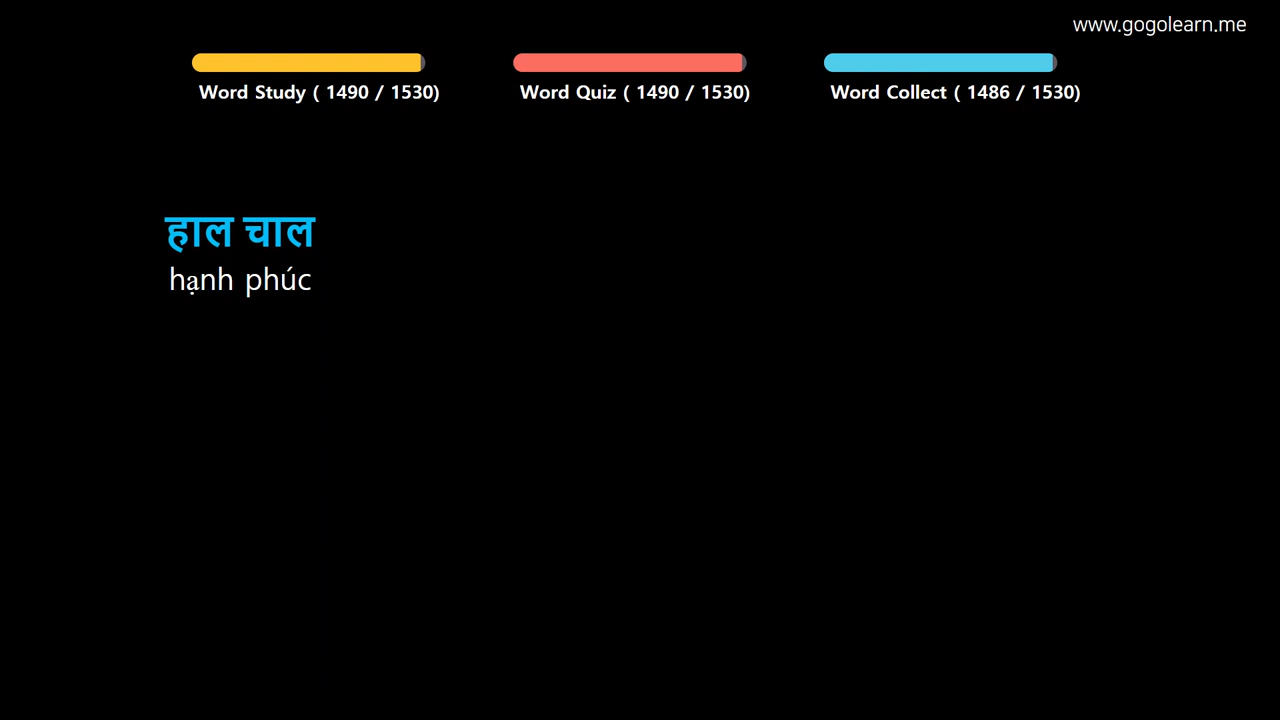 www.gogolearn.me
Word Study ( 1490 / 1530)
Word Quiz ( 1490 / 1530)
Word Collect ( 1486 / 1530)
हाल चाल
hạnh phúc